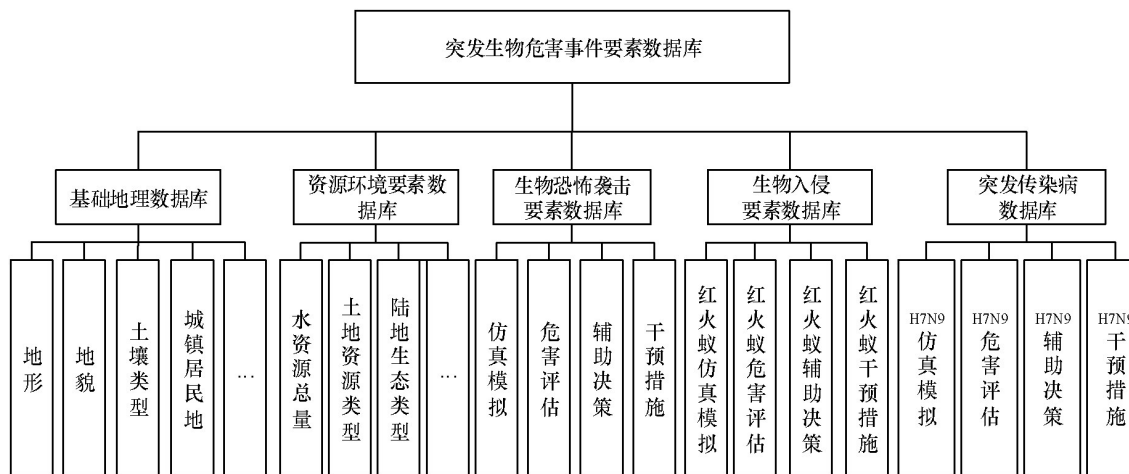 突发生物危害事件要素数据库
基础地理数据库
资源环境要素数
据库
生物恐怖袭击
要素数据库
生物入侵
要素数据库
突发传染病
数据库
地形
地貌
土壤类型
城镇居民地
…
水资源总量
土地资源类型
陆地生态类型
…
仿真模拟
危害评估
辅助决策
干预措施
红火蚁仿真模拟
红火蚁危害评估
红火蚁辅助决策
红火蚁干预措施
H7N9
仿真模拟
H7N9
危害评估
H7N9
辅助决策
H7N9
干预措施